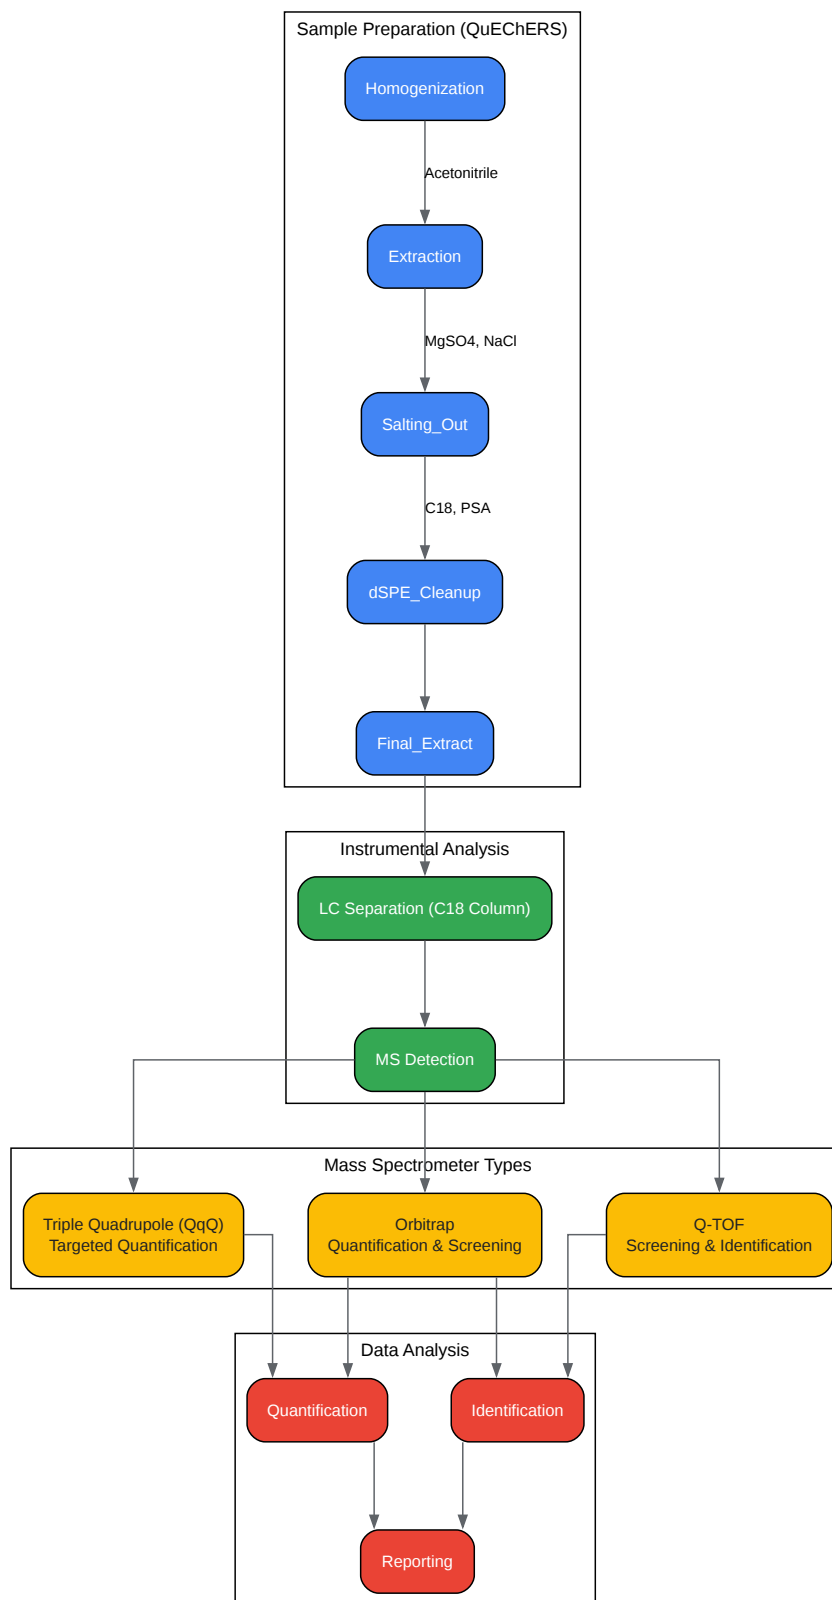 Sample Preparation (QuEChERS)
Homogenization
Acetonitrile
Extraction
MgSO4, NaCl
Salting_Out
C18, PSA
dSPE_Cleanup
Final_Extract
Instrumental Analysis
LC Separation (C18 Column)
MS Detection
Mass Spectrometer Types
Triple Quadrupole (QqQ)
Targeted Quantification
Orbitrap
Quantification & Screening
Q-TOF
Screening & Identification
Data Analysis
Quantification
Identification
Reporting